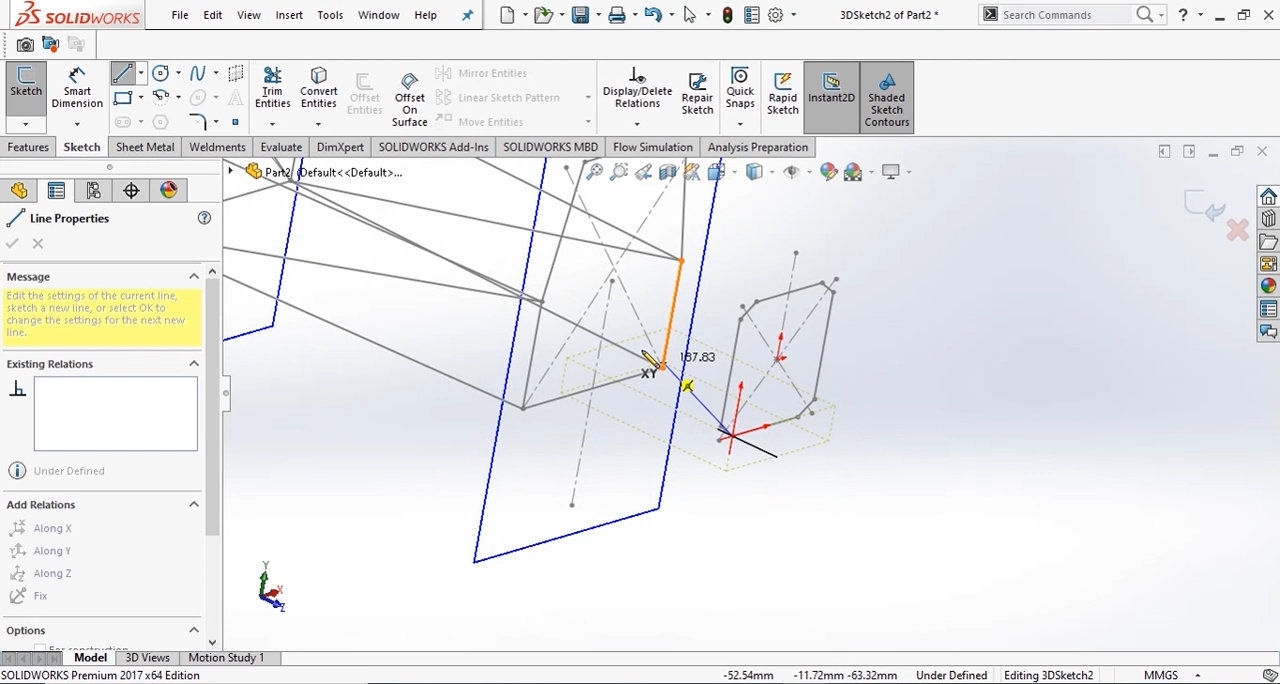 SOLIDWORKS
File
Edit
View
Insert
Tools
Window
Help
3DSketch2 of Part2 *
Search Commands
?
Sketch
Smart
Dimension
Trim
Entities
Convert
Entities
Offset
Entities
Offset
On
Surface
Mirror Entities
Linear Sketch Pattern
Move Entities
Display/Delete
Relations
Repair
Sketch
Quick
Snaps
Rapid
Sketch
Instant2D
Shaded
Sketch
Contours
Features
Sketch
Sheet Metal
Weldments
Evaluate
DimXpert
SOLIDWORKS Add-Ins
SOLIDWORKS MBD
Flow Simulation
Analysis Preparation
Part2 (Default<<Default>...
Line Properties
Message
Edit the settings of the current line,
sketch a new line, or select OK to
change the settings for the next new
line.
Existing Relations
Under Defined
Add Relations
Along X
Along Y
Along Z
Fix
Options
For construction
187.83
XY
Y
X
Z
Model
3D Views
Motion Study 1
SOLIDWORKS Premium 2017 x64 Edition
-52.54mm
-11.72mm -63.32mm
Under Defined
Editing 3DSketch2
MMGS